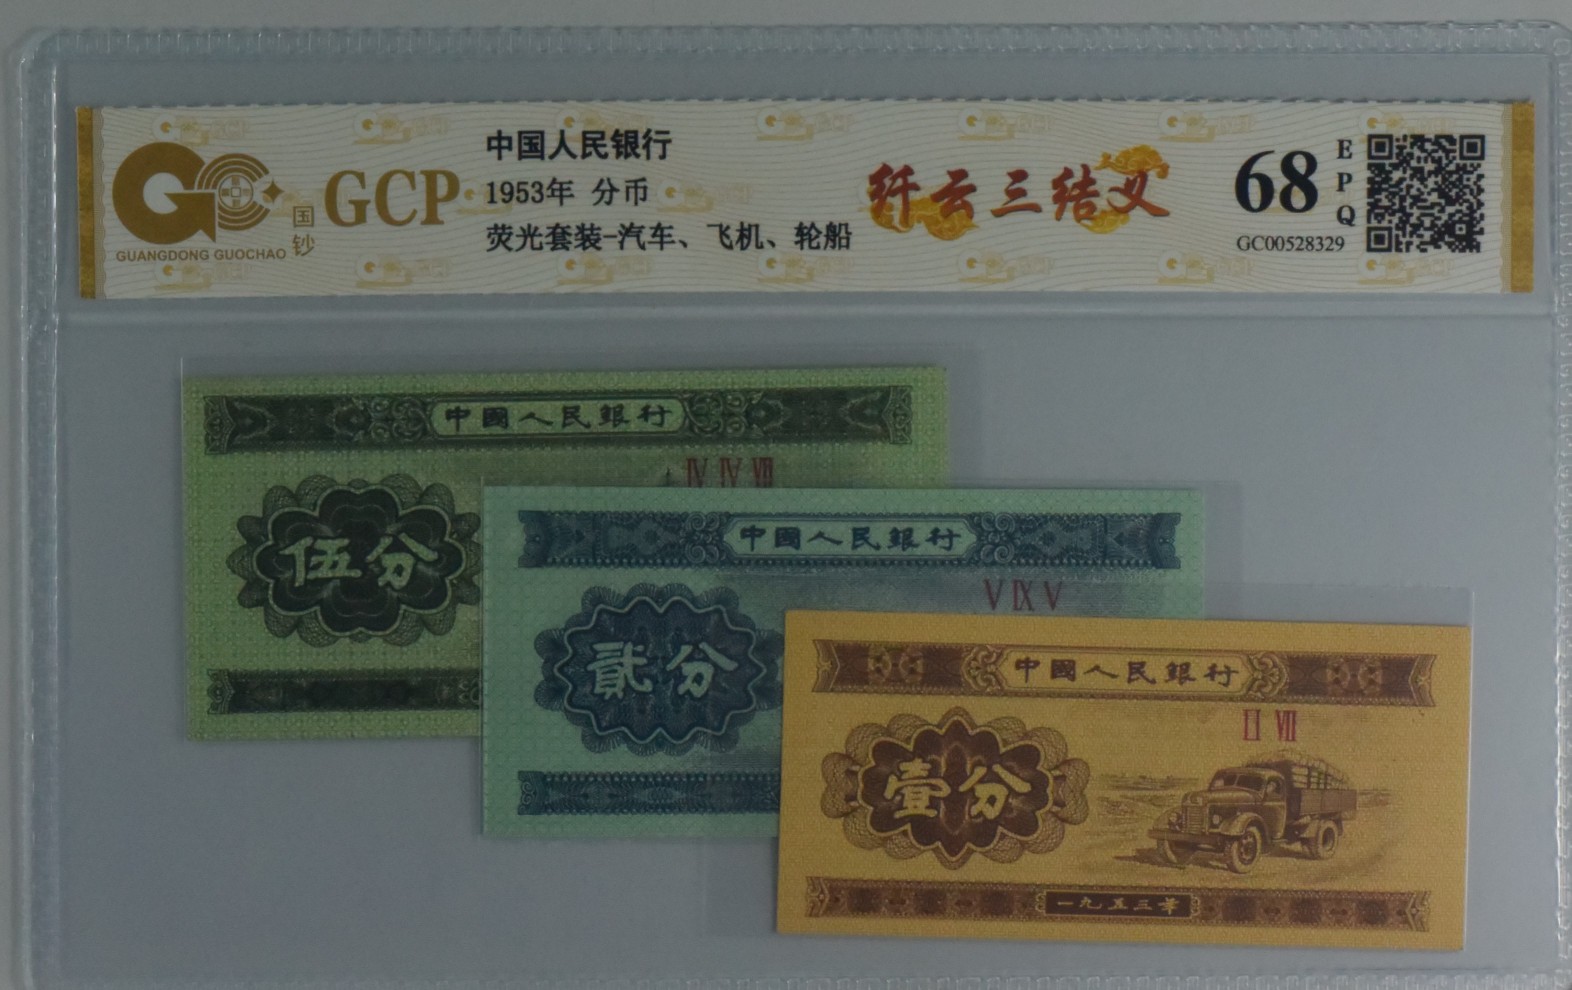 GUANGDONG GUOCHAO
国钞
GCP
中国人民银行
1953年 分币
荧光套装-汽车、飞机、轮船
纤云三结义
68
EPQ
GC00528329
中國人民銀行
IV IV VII
伍分
中國人民銀行
V IX V
貳分
中國人民銀行
VII
壹分
一九五三年